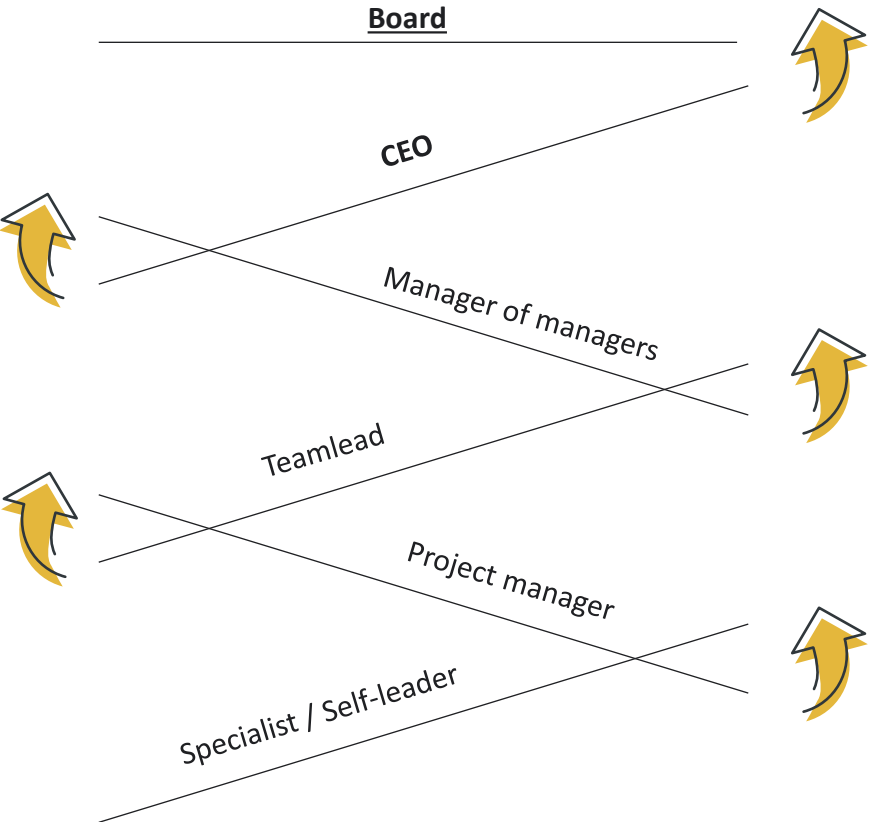 Board
CEO
Manager of managers
Teamlead
Project manager
Specialist / Self-leader